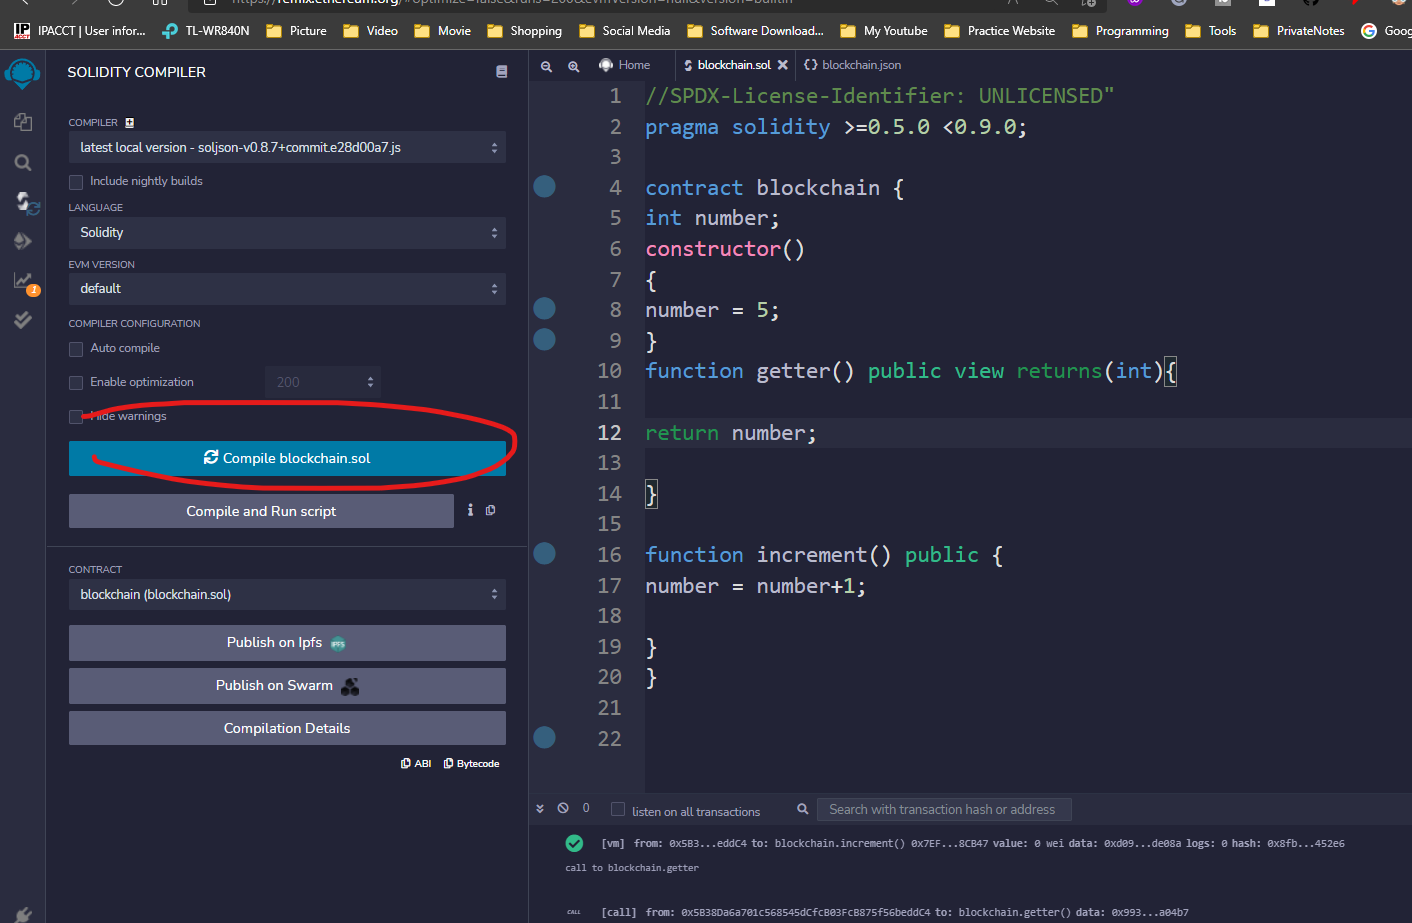 IPACCT | User infor...
TL-WR840N
Picture
Video
Movie
Shopping
Social Media
Software Download...
My Youtube
Practice Website
Programming
Tools
PrivateNotes
Goog
SOLIDITY COMPILER
COMPILER
latest local version - soljson-v0.8.7+commit.e28d00a7.js
Include nightly builds
LANGUAGE
Solidity
EVM VERSION
default
COMPILER CONFIGURATION
Auto compile
Enable optimization
200
Hide warnings
Compile blockchain.sol
Compile and Run script
CONTRACT
blockchain (blockchain.sol)
Publish on Ipfs
IPFS
Publish on Swarm
Compilation Details
ABI
Bytecode
1
Home
blockchain.sol
blockchain.json
1 //SPDX-License-Identifier: UNLICENSED"
2 pragma solidity >=0.5.0 <0.9.0;
3
4 contract blockchain {
5 int number;
6 constructor()
7 {
8 number = 5;
9 }
10 function getter() public view returns(int){
11
12 return number;
13
14 }
15
16 function increment() public {
17 number = number+1;
18
19 }
20 }
21
22
0
listen on all transactions
Search with transaction hash or address
[vm] from: 0x5B3...eddC4 to: blockchain.increment() 0x7EF...8CB47 value: 0 wei data: 0xd09...de08a logs: 0 hash: 0x8fb...452e6
call to blockchain.getter
CALL [call] from: 0x5B38Da6a701c568545dCfcB03FcB875f56beddC4 to: blockchain.getter() data: 0x993...a04b7